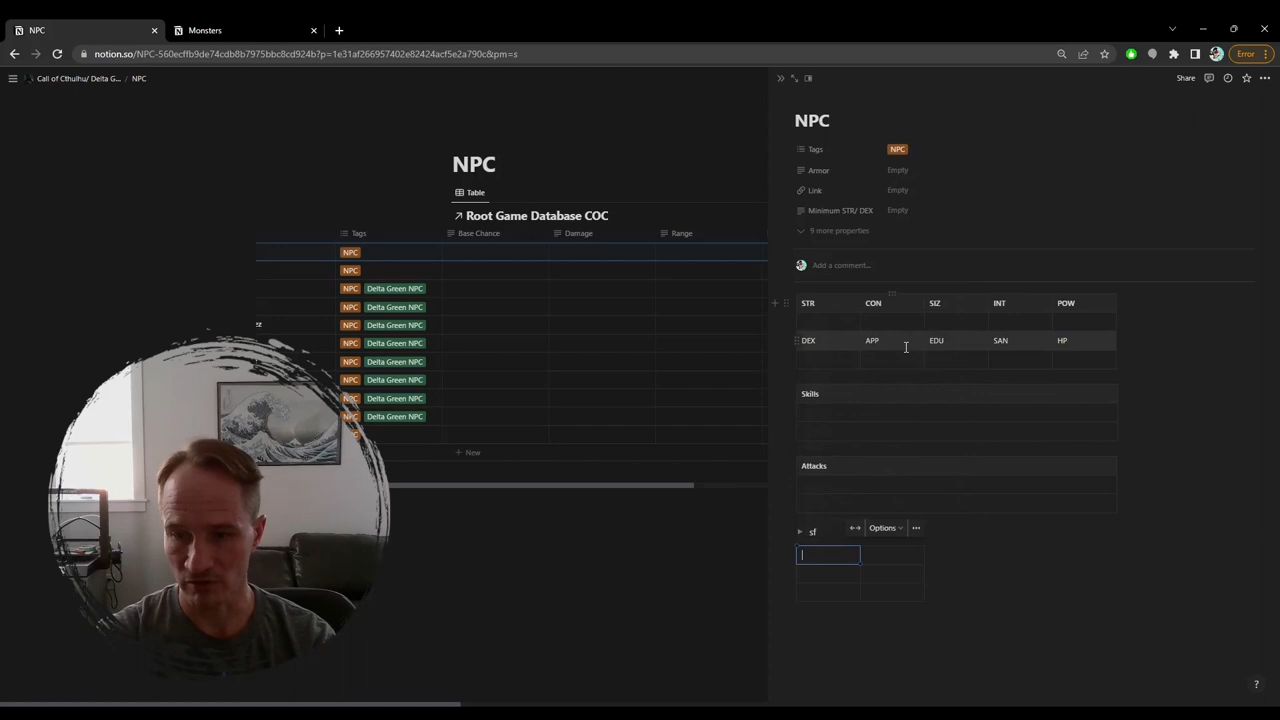 NPC
Monsters
notion.so/NPC-560ecffb9de74cdb8b7975bbc8cd924b?p=1e31af266957402e82424acf5e2a790c&pm=s
Error
Call of Cthulhu/ Delta G... / NPC
Share
NPC
Table
Root Game Database COC
Tags Base Chance Damage Range
NPC
NPC
NPC Delta Green NPC
NPC Delta Green NPC
zz NPC Delta Green NPC
NPC Delta Green NPC
NPC Delta Green NPC
NPC Delta Green NPC
NPC Delta Green NPC
NPC Delta Green NPC
+ New
NPC
Tags NPC
Armor Empty
Link Empty
Minimum STR/ DEX Empty
9 more properties
Add a comment...
STR CON SIZ INT POW
DEX APP EDU SAN HP
Skills
Attacks
sf
Options
?